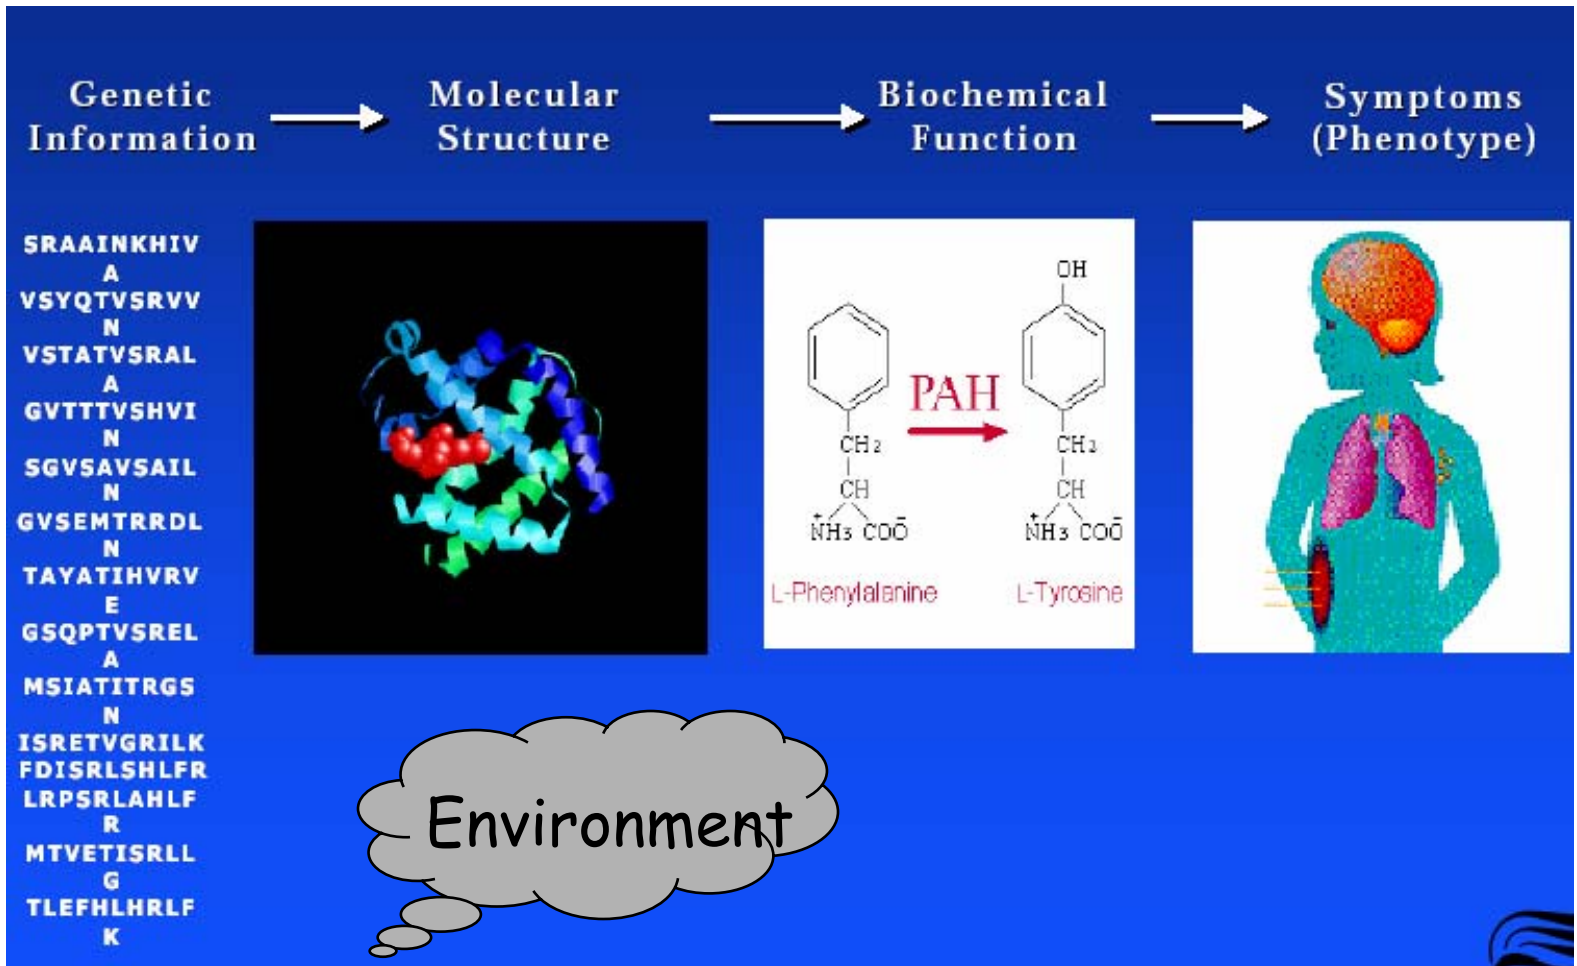 Genetic
Information
Molecular
Structure
Biochemical
Function
Symptoms
(Phenotype)
SRAAINKHIV
A
VSYQTVSRVV
N
VSTATVSRAL
A
GVTTTVSHVI
N
SGVSAVSAIL
N
GVSEMTRRDL
N
TAYATIHVRV
E
GSQPTVSREL
A
MSIATITRGS
N
ISRETVGRILK
FDISRLSHLFR
LRPSRLAHLF
R
MTVETISRLL
G
TLEFHLHRLF
K
OH
PAH
CH2
CH2
CH
CH
+
NH3 COO-
+
NH3 COO-
L-Phenylalanine
L-Tyrosine
Environment